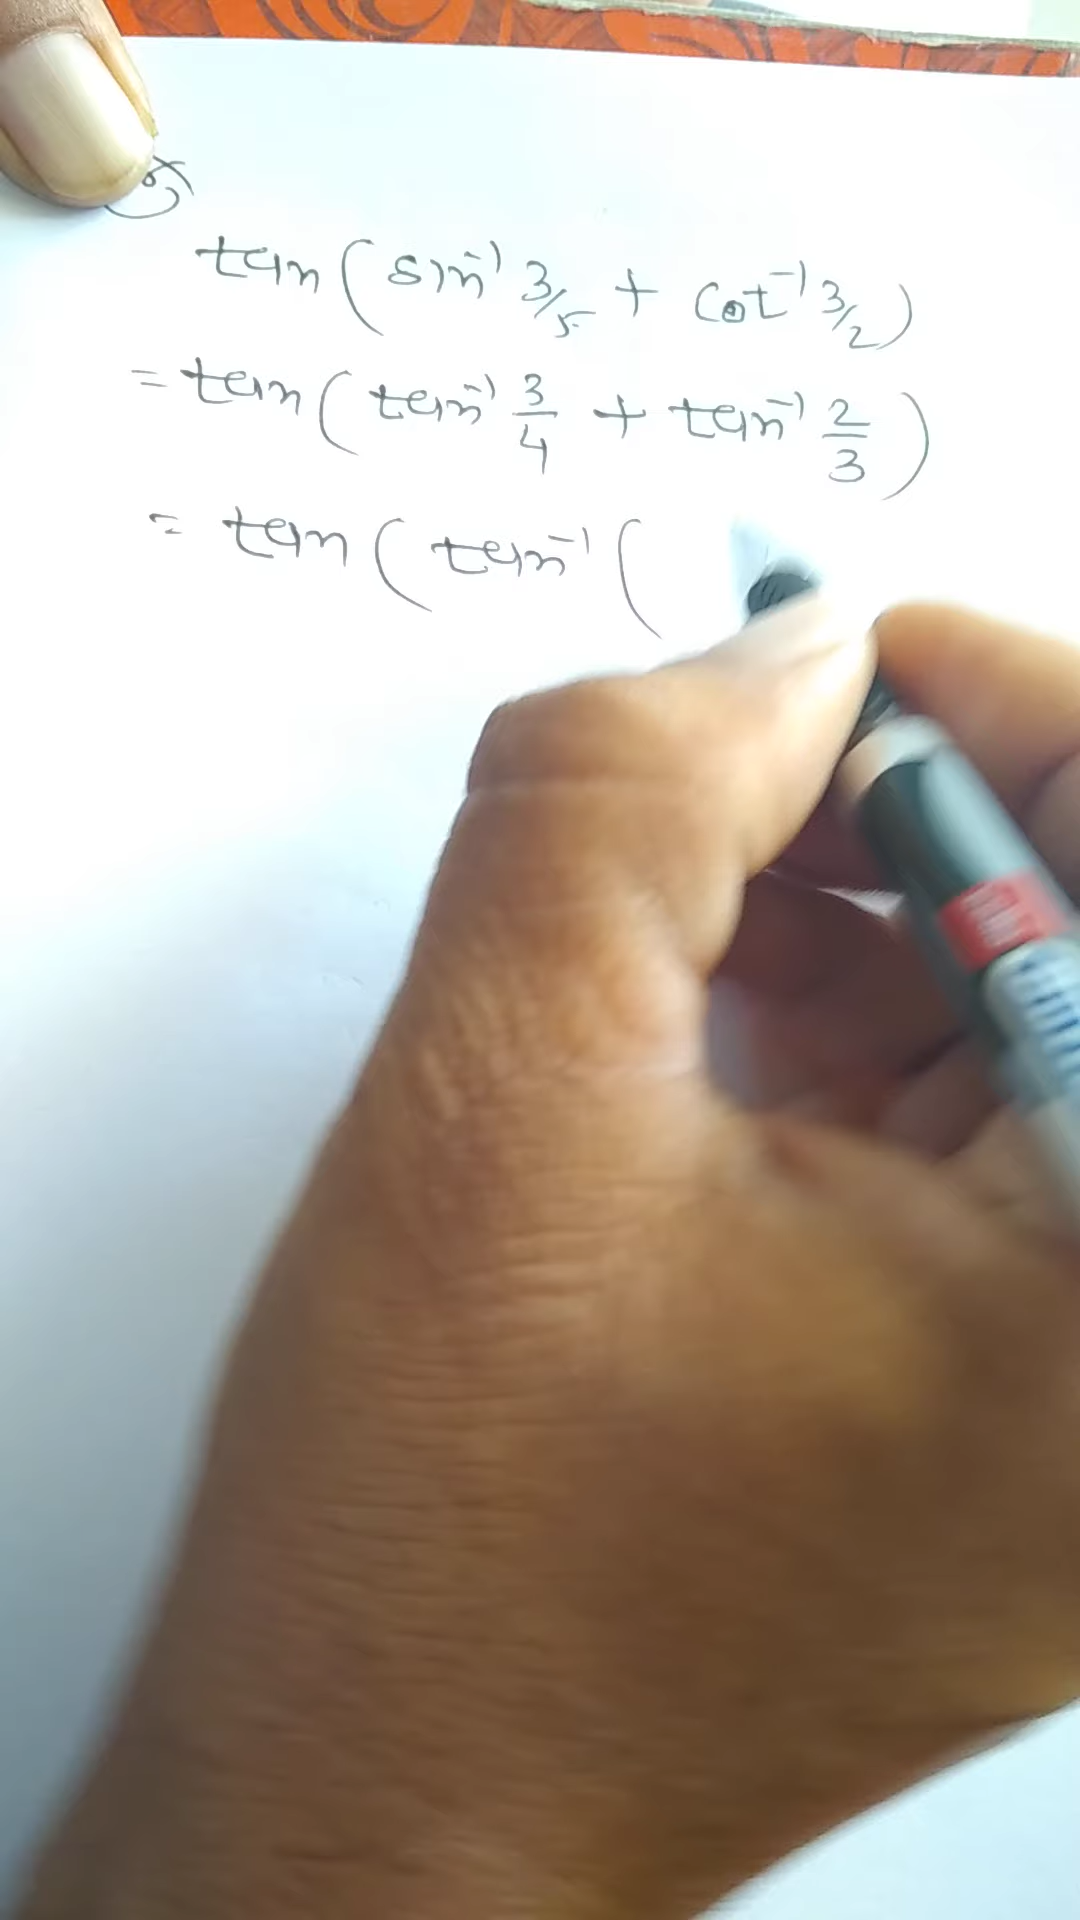 tan(sin⁻¹ 3/5 + cot⁻¹ 3/2)
= tan(tan⁻¹ 3/4 + tan⁻¹ 2/3)
= tan(tan⁻¹(